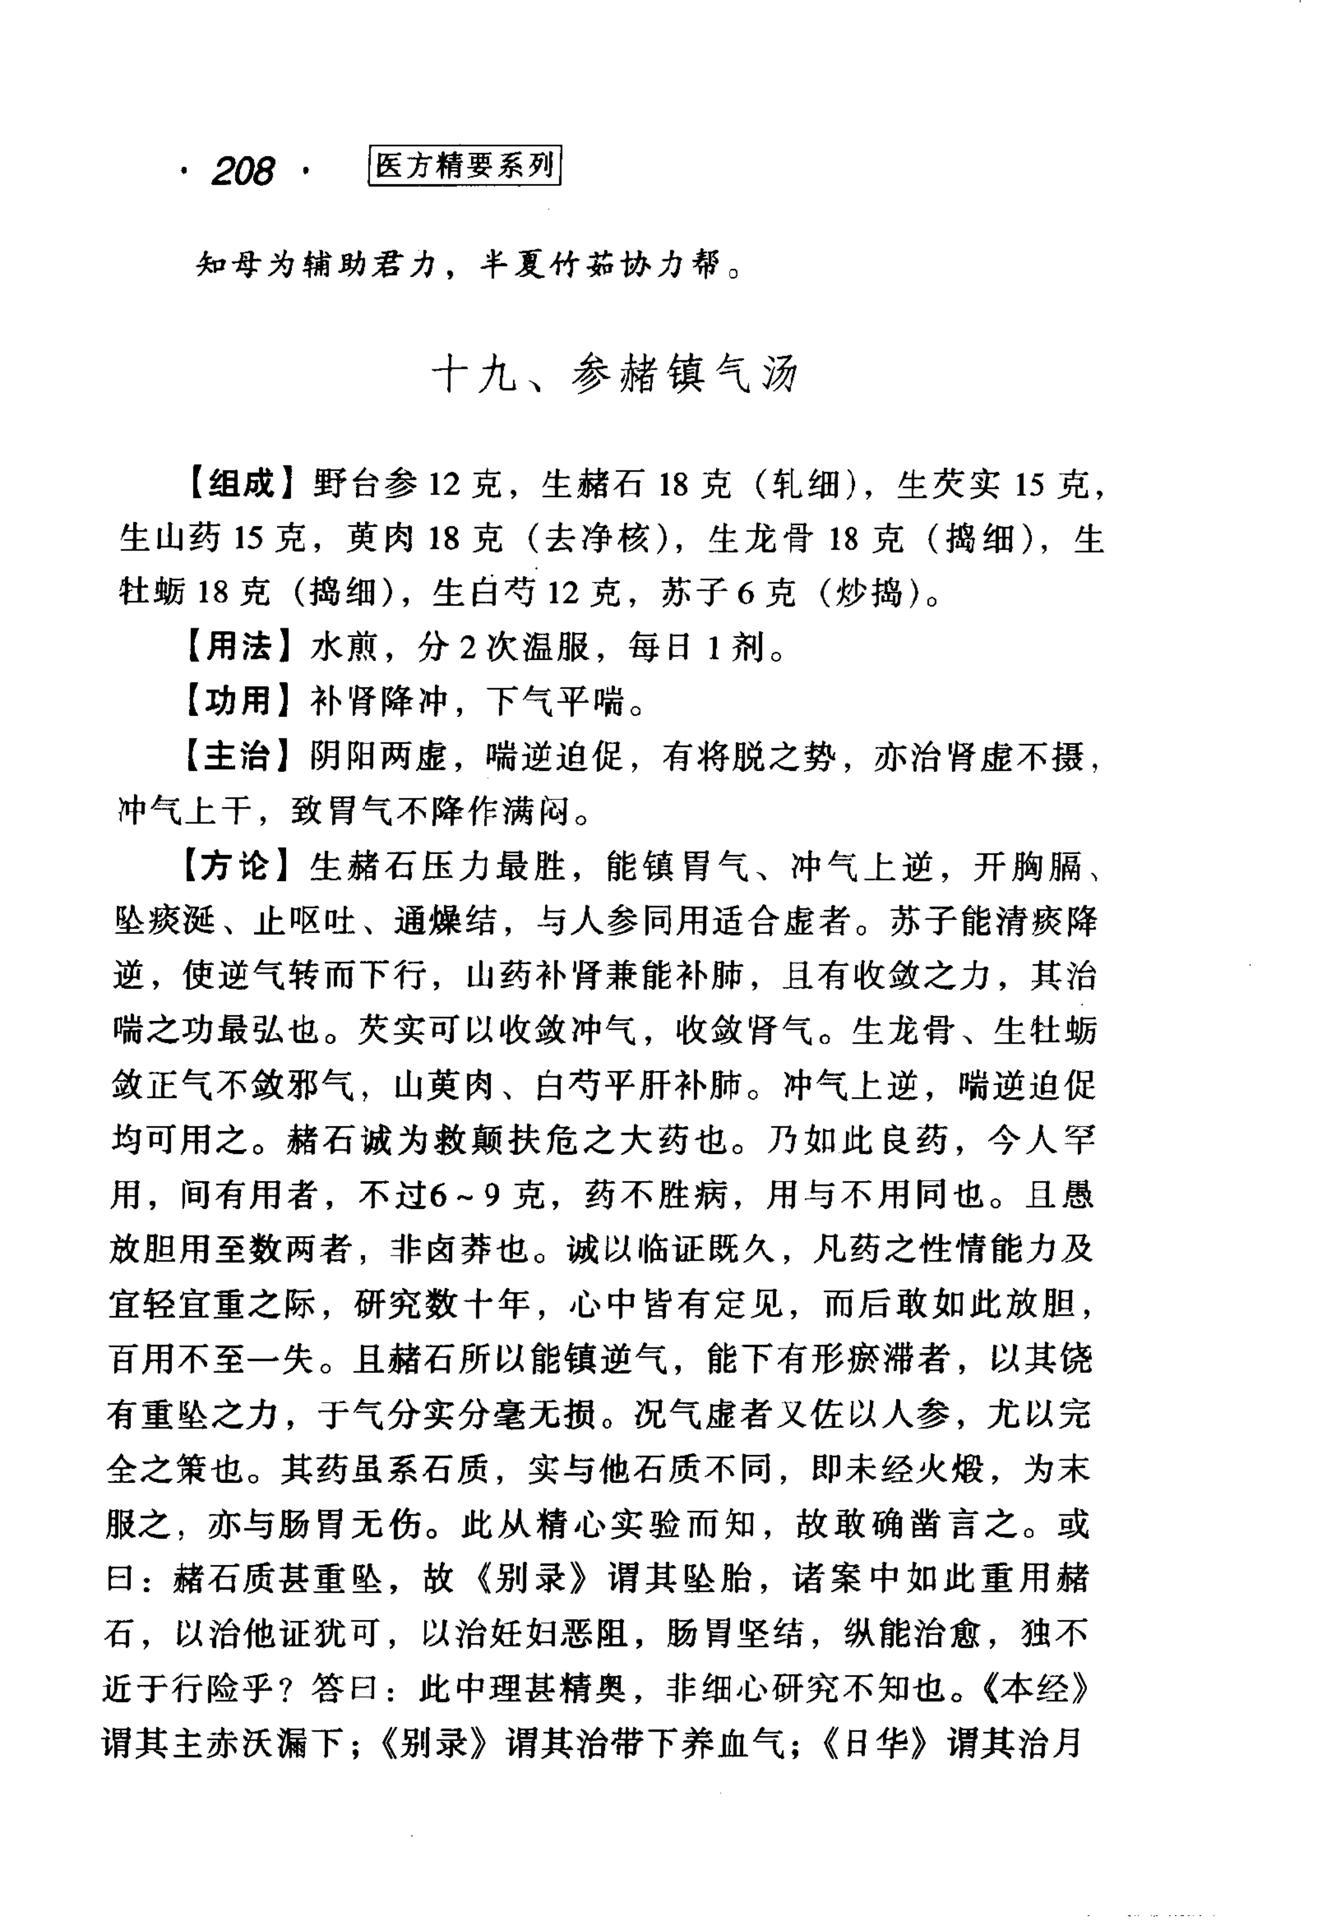 · 208 · 医方精要系列
知母为辅助君力，半夏竹茹协力帮。
十九、参赭镇气汤
【组成】野台参 12 克，生赭石 18 克（轧细），生芡实 15 克，
生山药 15 克，萸肉 18 克（去净核），生龙骨 18 克（捣细），生
牡蛎 18 克（捣细），生白芍 12 克，苏子 6 克（炒捣）。
【用法】水煎，分 2 次温服，每日 1 剂。
【功用】补肾降冲，下气平喘。
【主治】阴阳两虚，喘逆迫促，有将脱之势，亦治肾虚不摄，
冲气上干，致胃气不降作满闷。
【方论】生赭石压力最胜，能镇胃气、冲气上逆，开胸膈、
坠痰涎、止呕吐、通燥结，与人参同用适合虚者。苏子能清痰降
逆，使逆气转而下行，山药补肾兼能补肺，且有收敛之力，其治
喘之功最弘也。芡实可以收敛冲气，收敛肾气。生龙骨、生牡蛎
敛正气不敛邪气，山萸肉、白芍平肝补肺。冲气上逆，喘逆迫促
均可用之。赭石诚为救颠扶危之大药也。乃如此良药，今人罕
用，间有用者，不过6～9 克，药不胜病，用与不用同也。且愚
放胆用至数两者，非卤莽也。诚以临证既久，凡药之性情能力及
宜轻宜重之际，研究数十年，心中皆有定见，而后敢如此放胆，
百用不至一失。且赭石所以能镇逆气，能下有形瘀滞者，以其饶
有重坠之力，于气分实分毫无损。况气虚者又佐以人参，尤以完
全之策也。其药虽系石质，实与他石质不同，即未经火煅，为末
服之，亦与肠胃无伤。此从精心实验而知，故敢确凿言之。或
曰：赭石质甚重坠，故《别录》谓其坠胎，诸案中如此重用赭
石，以治他证犹可，以治妊妇恶阻，肠胃坚结，纵能治愈，独不
近于行险乎？答曰：此中理甚精奥，非细心研究不知也。《本经》
谓其主赤沃漏下；《别录》谓其治带下养血气；《日华》谓其治月